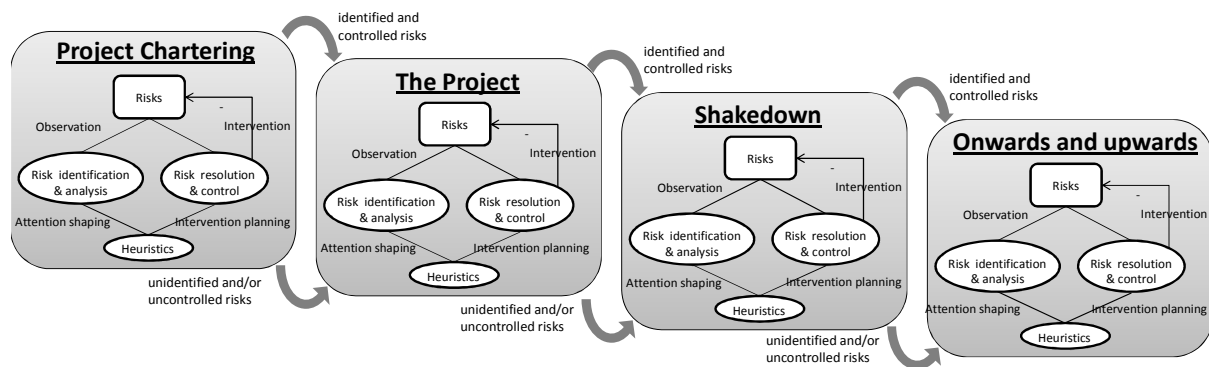 Project Chartering
Risks
-
Observation
Intervention
Risk identification
& analysis
Risk resolution
& control
Attention shaping
Intervention planning
Heuristics
identified and
controlled risks
unidentified and/or
uncontrolled risks
The Project
Risks
-
Observation
Intervention
Risk identification
& analysis
Risk resolution
& control
Attention shaping
Intervention planning
Heuristics
identified and
controlled risks
unidentified and/or
uncontrolled risks
Shakedown
Risks
-
Observation
Intervention
Risk identification
& analysis
Risk resolution
& control
Attention shaping
Intervention planning
Heuristics
identified and
controlled risks
unidentified and/or
uncontrolled risks
Onwards and upwards
Risks
-
Observation
Intervention
Risk identification
& analysis
Risk resolution
& control
Attention shaping
Intervention planning
Heuristics